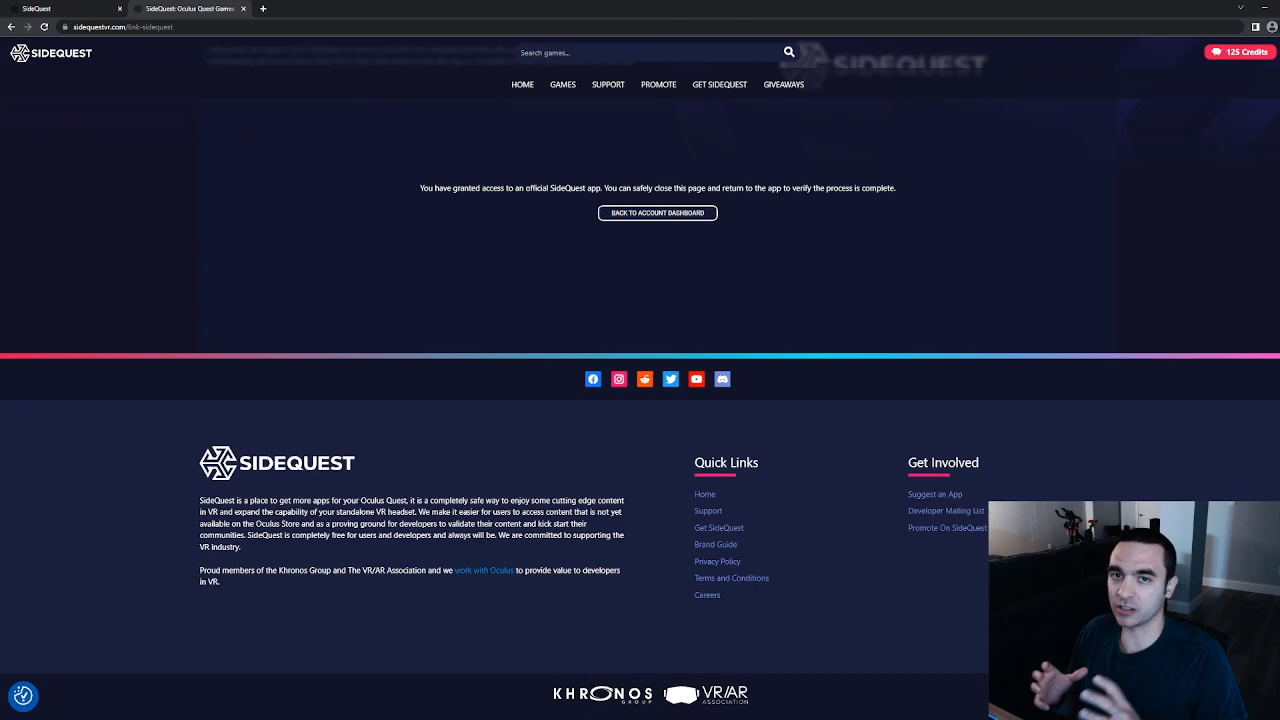 SideQuest
SideQuest: Oculus Quest Games
sidequestvr.com/link-sidequest
SIDEQUEST
Search games...
SIDEQUEST
125 Credits
HOME
GAMES
SUPPORT
PROMOTE
GET SIDEQUEST
GIVEAWAYS
You have granted access to an official SideQuest app. You can safely close this page and return to the app to verify the process is complete.
BACK TO ACCOUNT DASHBOARD
SIDEQUEST
SideQuest is a place to get more apps for your Oculus Quest, it is a completely safe way to enjoy some cutting edge content
in VR and expand the capability of your standalone VR headset. We make it easier for users to access content that is not yet
available on the Oculus Store and as a proving ground for developers to validate their content and kick start their
communities. SideQuest is completely free for users and developers and always will be. We are committed to supporting the
VR industry.
Proud members of the Khronos Group and The VR/AR Association and we work with Oculus to provide value to developers
in VR.
Quick Links
Home
Support
Get SideQuest
Brand Guide
Privacy Policy
Terms and Conditions
Careers
Get Involved
Suggest an App
Developer Mailing List
Promote On SideQuest
KHRONOS
GROUP
VR/AR
ASSOCIATION